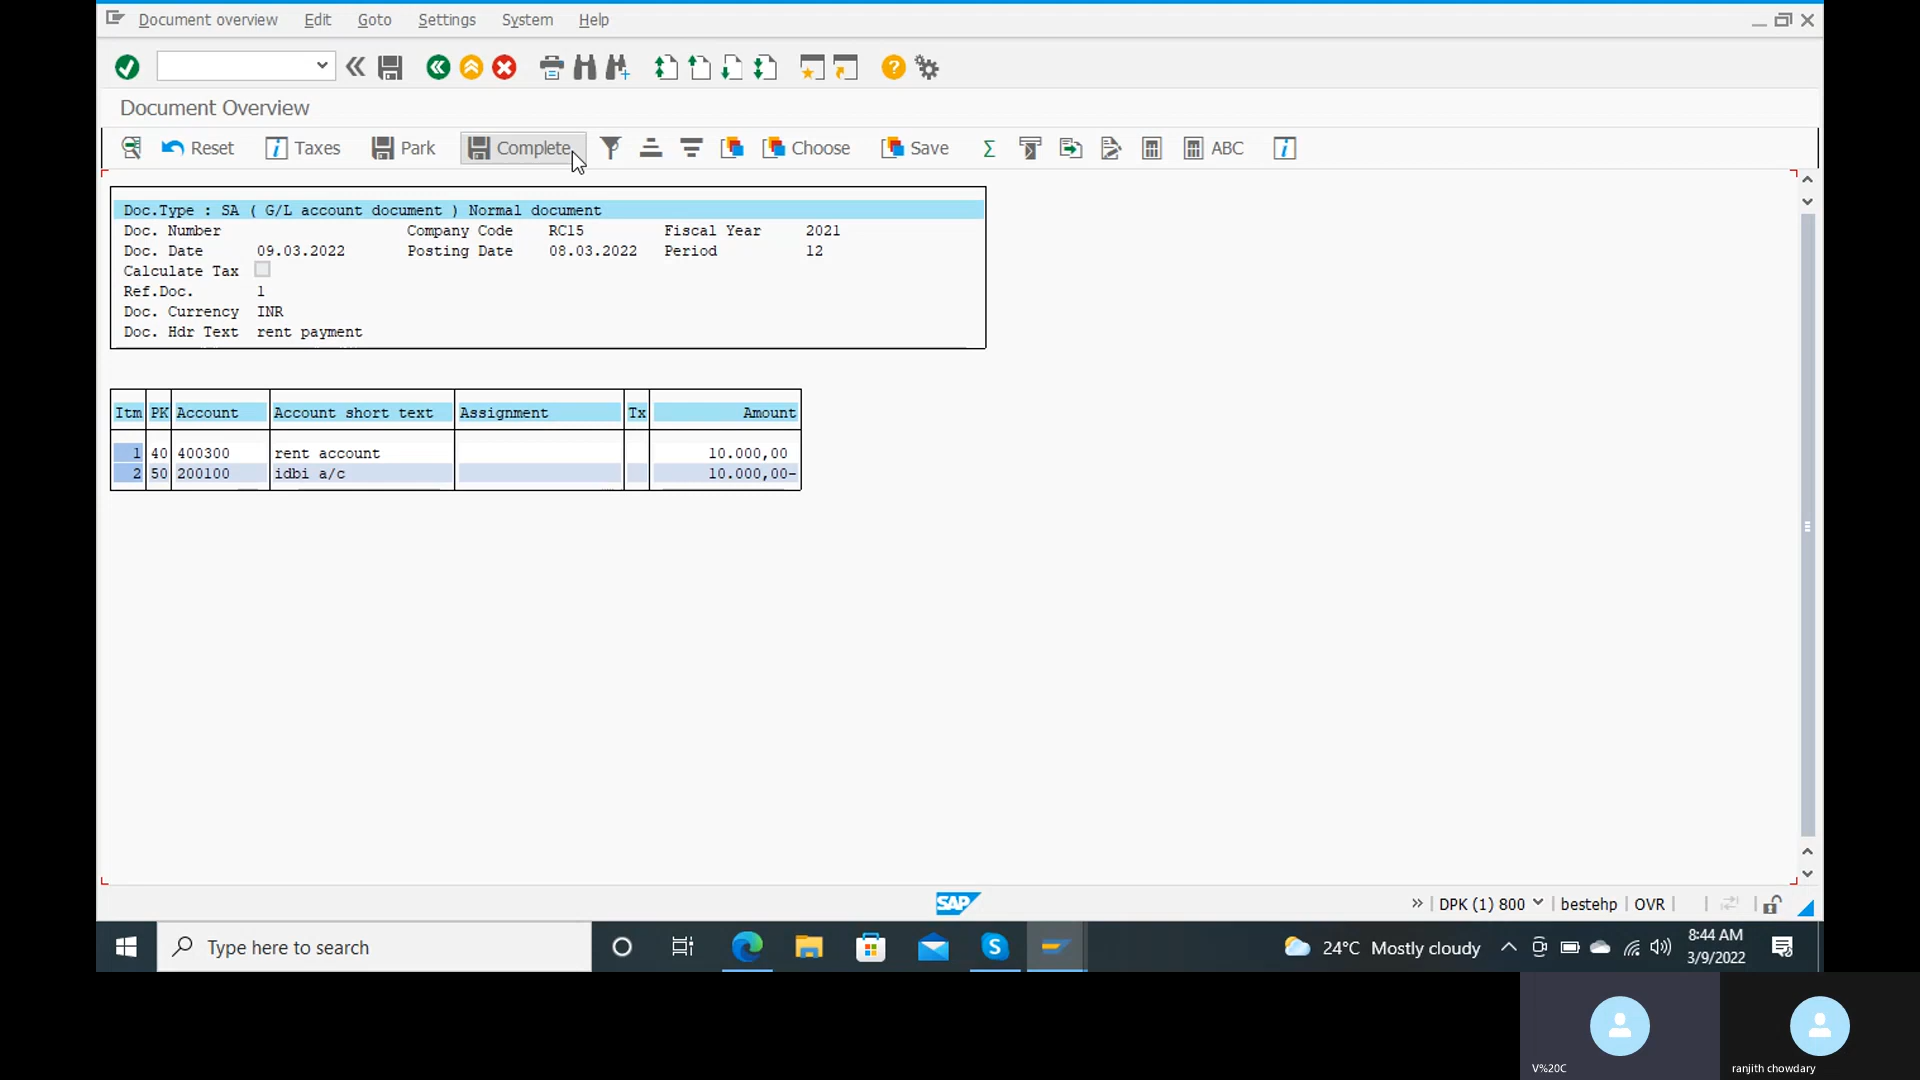 Document overview Edit Goto Settings System Help
Document Overview
Reset Taxes Park Complete Choose Save Σ ABC
Doc.Type : SA ( G/L account document ) Normal document
Doc. Number Company Code RC15 Fiscal Year 2021
Doc. Date 09.03.2022 Posting Date 08.03.2022 Period 12
Calculate Tax
Ref.Doc. 1
Doc. Currency INR
Doc. Hdr Text rent payment
Itm PK Account Account short text Assignment Tx Amount
1 40 400300 rent account 10.000,00
2 50 200100 idbi a/c 10.000,00-
SAP DPK (1) 800 bestehp OVR
Type here to search 24°C Mostly cloudy 8:44 AM
3/9/2022
V%20C ranjith chowdary